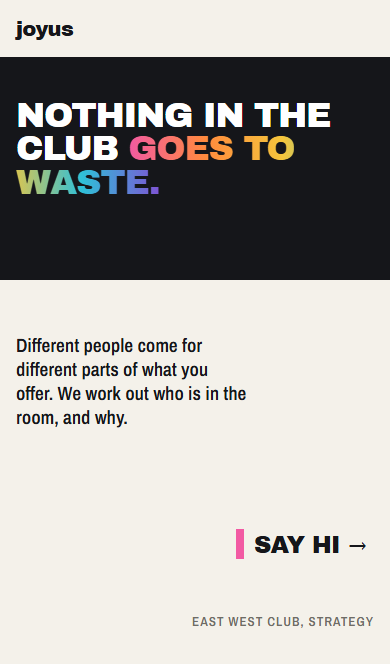 joyus
NOTHING IN THE
CLUB GOES TO
WASTE.
Different people come for
different parts of what you
offer. We work out who is in the
room, and why.
SAY HI →
EAST WEST CLUB, STRATEGY